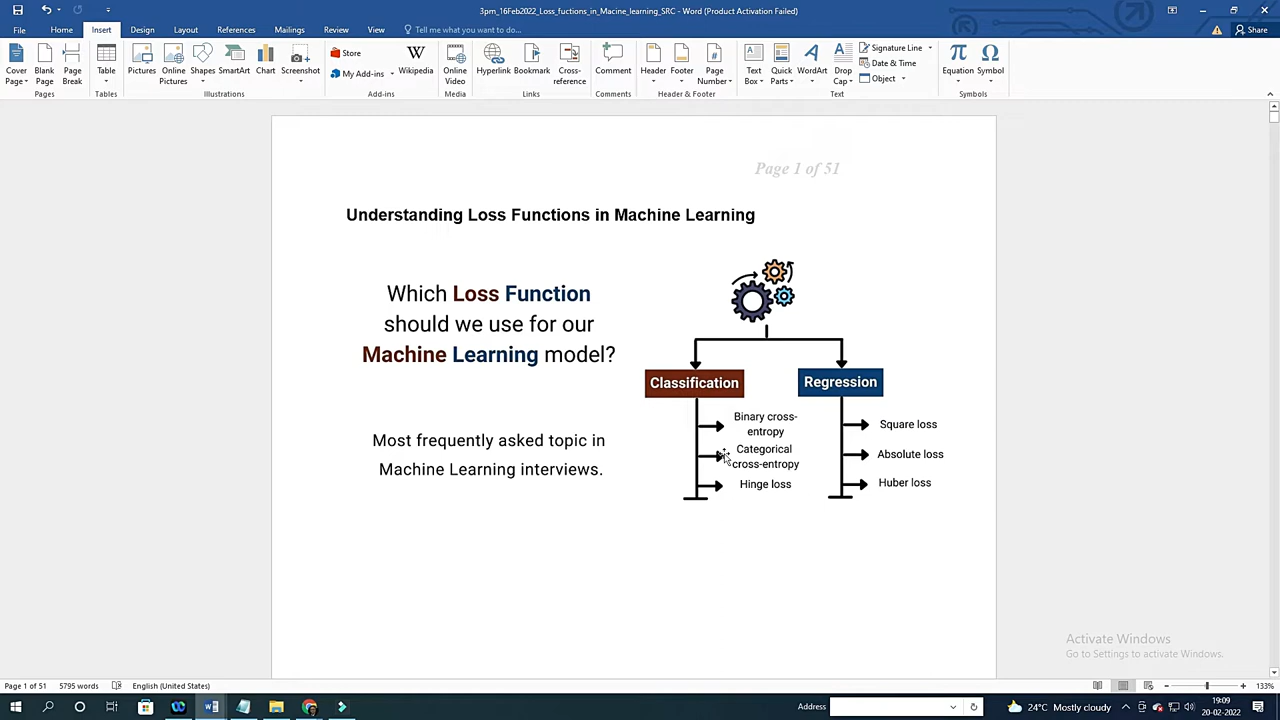 3pm_16Feb2022_Loss_fuctions_in_Macine_learning_SRC - Word (Product Activation Failed)
File Home Insert Design Layout References Mailings Review View Tell me what you want to do... Share
Cover Page Blank Page Page Break
Pages
Table
Tables
Pictures Online Pictures Shapes SmartArt Chart Screenshot
Illustrations
Store
My Add-ins
Wikipedia
Add-ins
Online Video
Media
Hyperlink Bookmark Cross-reference
Links
Comment
Comments
Header Footer Page Number
Header & Footer
Text Box Quick Parts WordArt Drop Cap
Signature Line
Date & Time
Object
Text
Equation Symbol
Symbols
Page 1 of 51
Understanding Loss Functions in Machine Learning
Which Loss Function
should we use for our
Machine Learning model?
Most frequently asked topic in
Machine Learning interviews.
Classification
Binary cross-
entropy
Categorical
cross-entropy
Hinge loss
Regression
Square loss
Absolute loss
Huber loss
Activate Windows
Go to Settings to activate Windows.
Page 1 of 51 5795 words English (United States) 133%
Address 24°C Mostly cloudy 19:09
20-02-2022